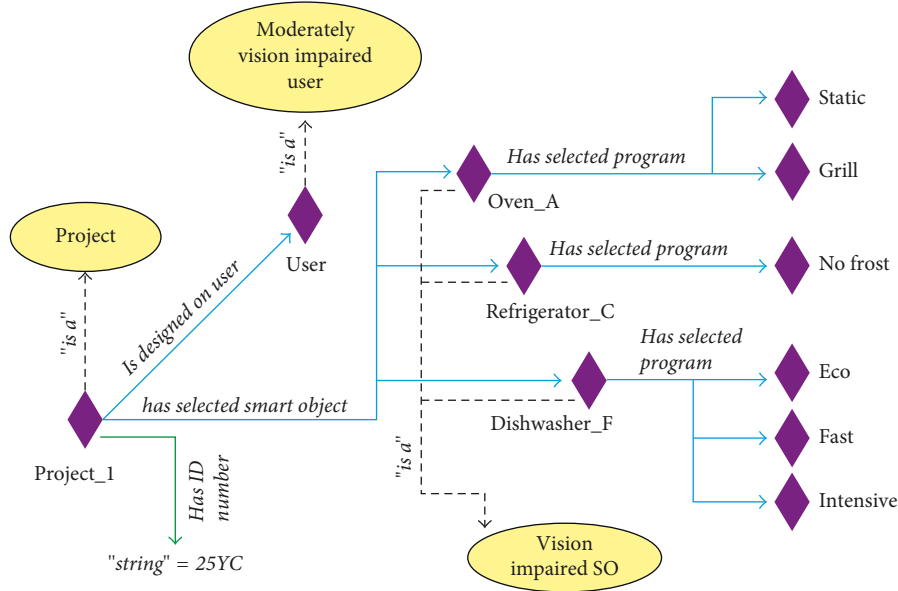 Moderately
vision impaired
user
Static
"is a"
Has selected program
Grill
Oven_A
Project
User
Has selected program
No frost
Is designed on user
Refrigerator_C
"is a"
Has selected
program
Eco
has selected smart object
Dishwasher_F
Fast
"is a"
Project_1
Has ID
number
Intensive
Vision
impaired SO
"string" = 25YC